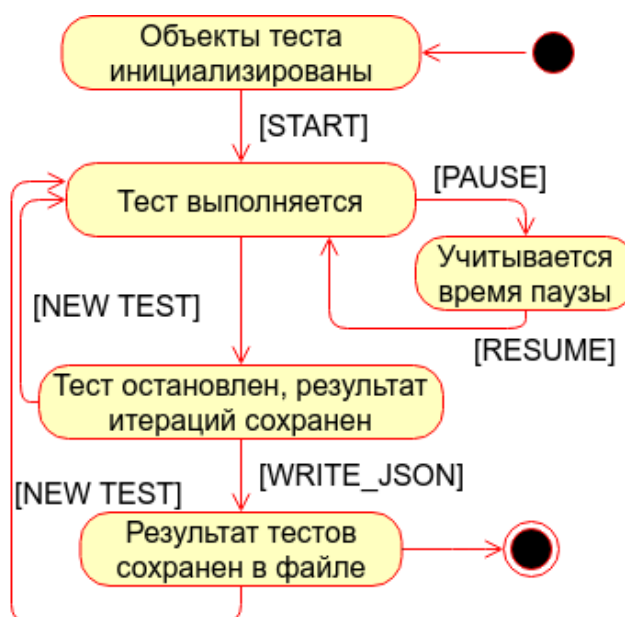 Объекты теста
инициализированы
[START]
[PAUSE]
Тест выполняется
Учитывается
время паузы
[NEW TEST]
[RESUME]
Тест остановлен, результат
итераций сохранен
[WRITE_JSON]
[NEW TEST]
Результат тестов
сохранен в файле